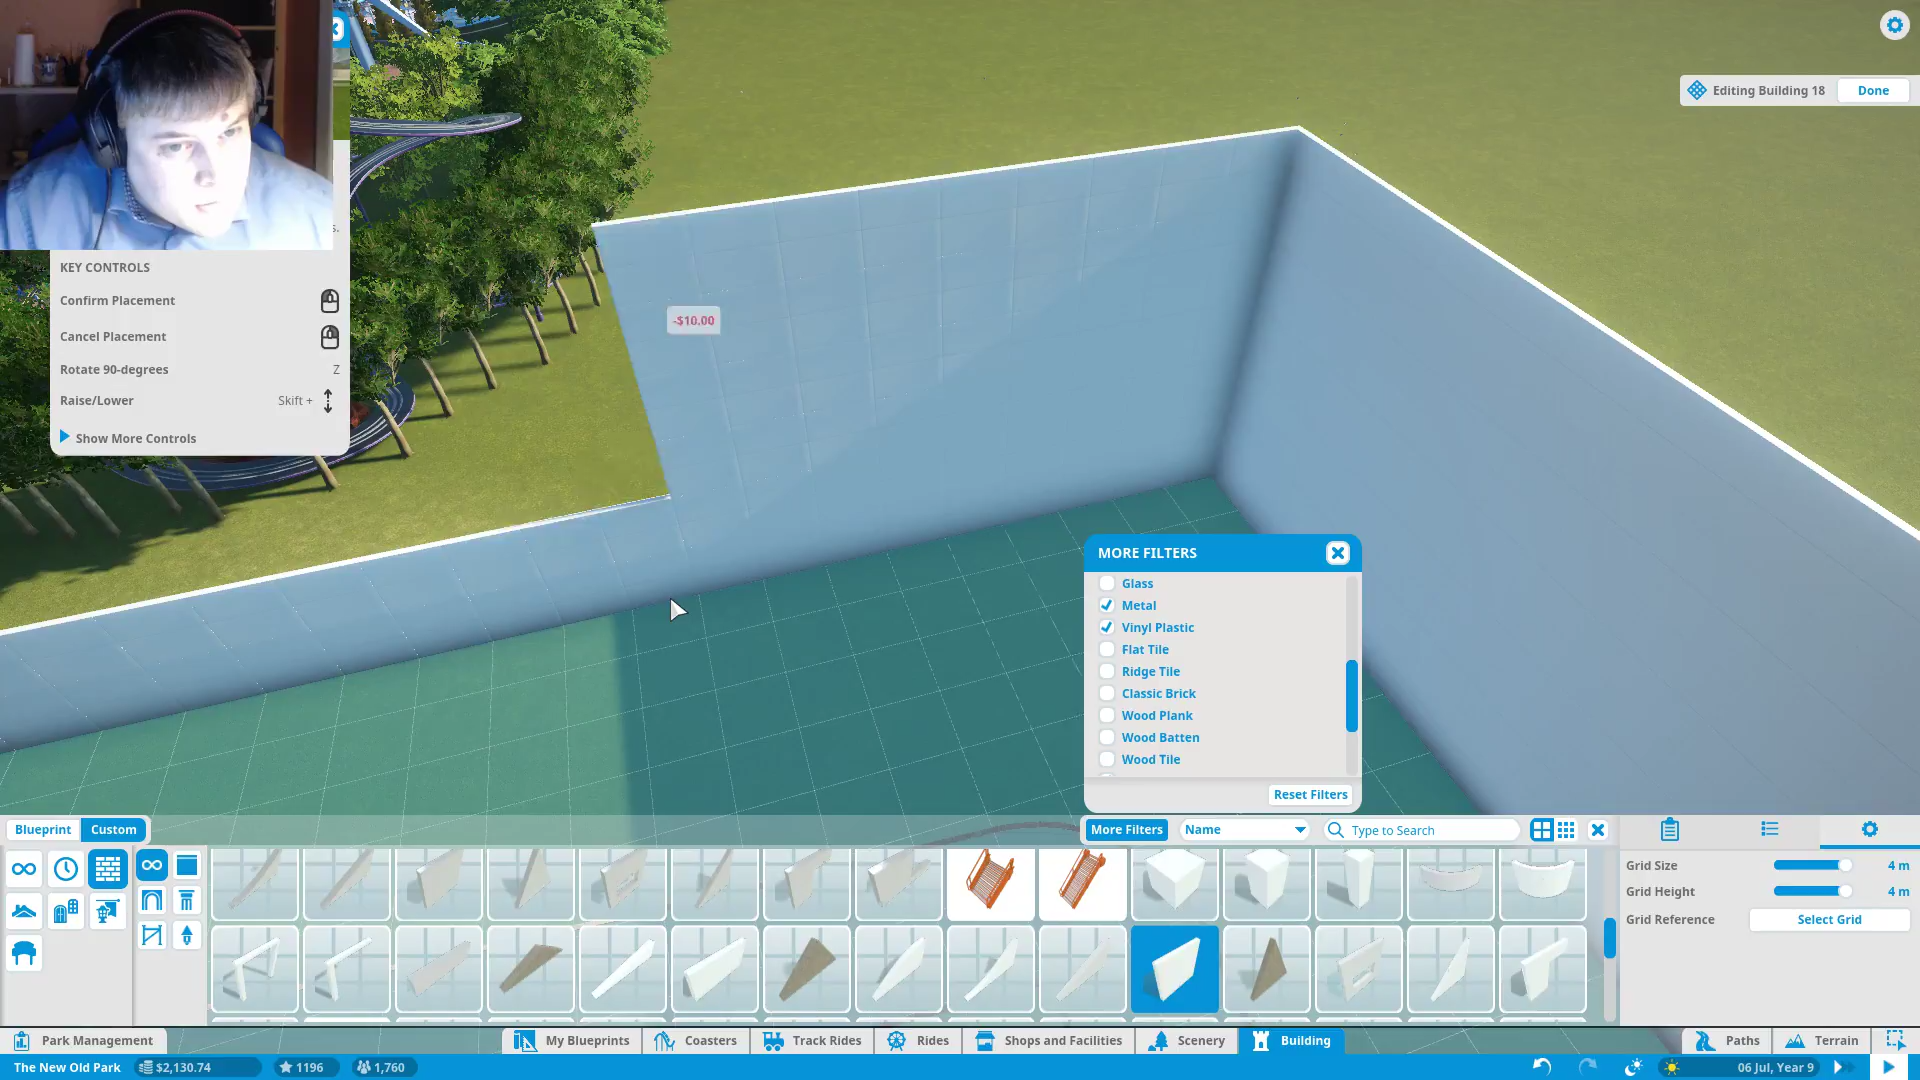 Editing Building 18
Done
s.
KEY CONTROLS
Confirm Placement
Cancel Placement
Rotate 90-degrees Z
Raise/Lower Skift +
Show More Controls
-$10.00
MORE FILTERS
Glass
Metal
Vinyl Plastic
Flat Tile
Ridge Tile
Classic Brick
Wood Plank
Wood Batten
Wood Tile
Reset Filters
Blueprint Custom
More Filters Name Type to Search
Grid Size 4 m
Grid Height 4 m
Grid Reference Select Grid
Park Management My Blueprints Coasters Track Rides Rides Shops and Facilities Scenery Building Paths Terrain
The New Old Park $2,130.74 1196 1,760 06 Jul, Year 9